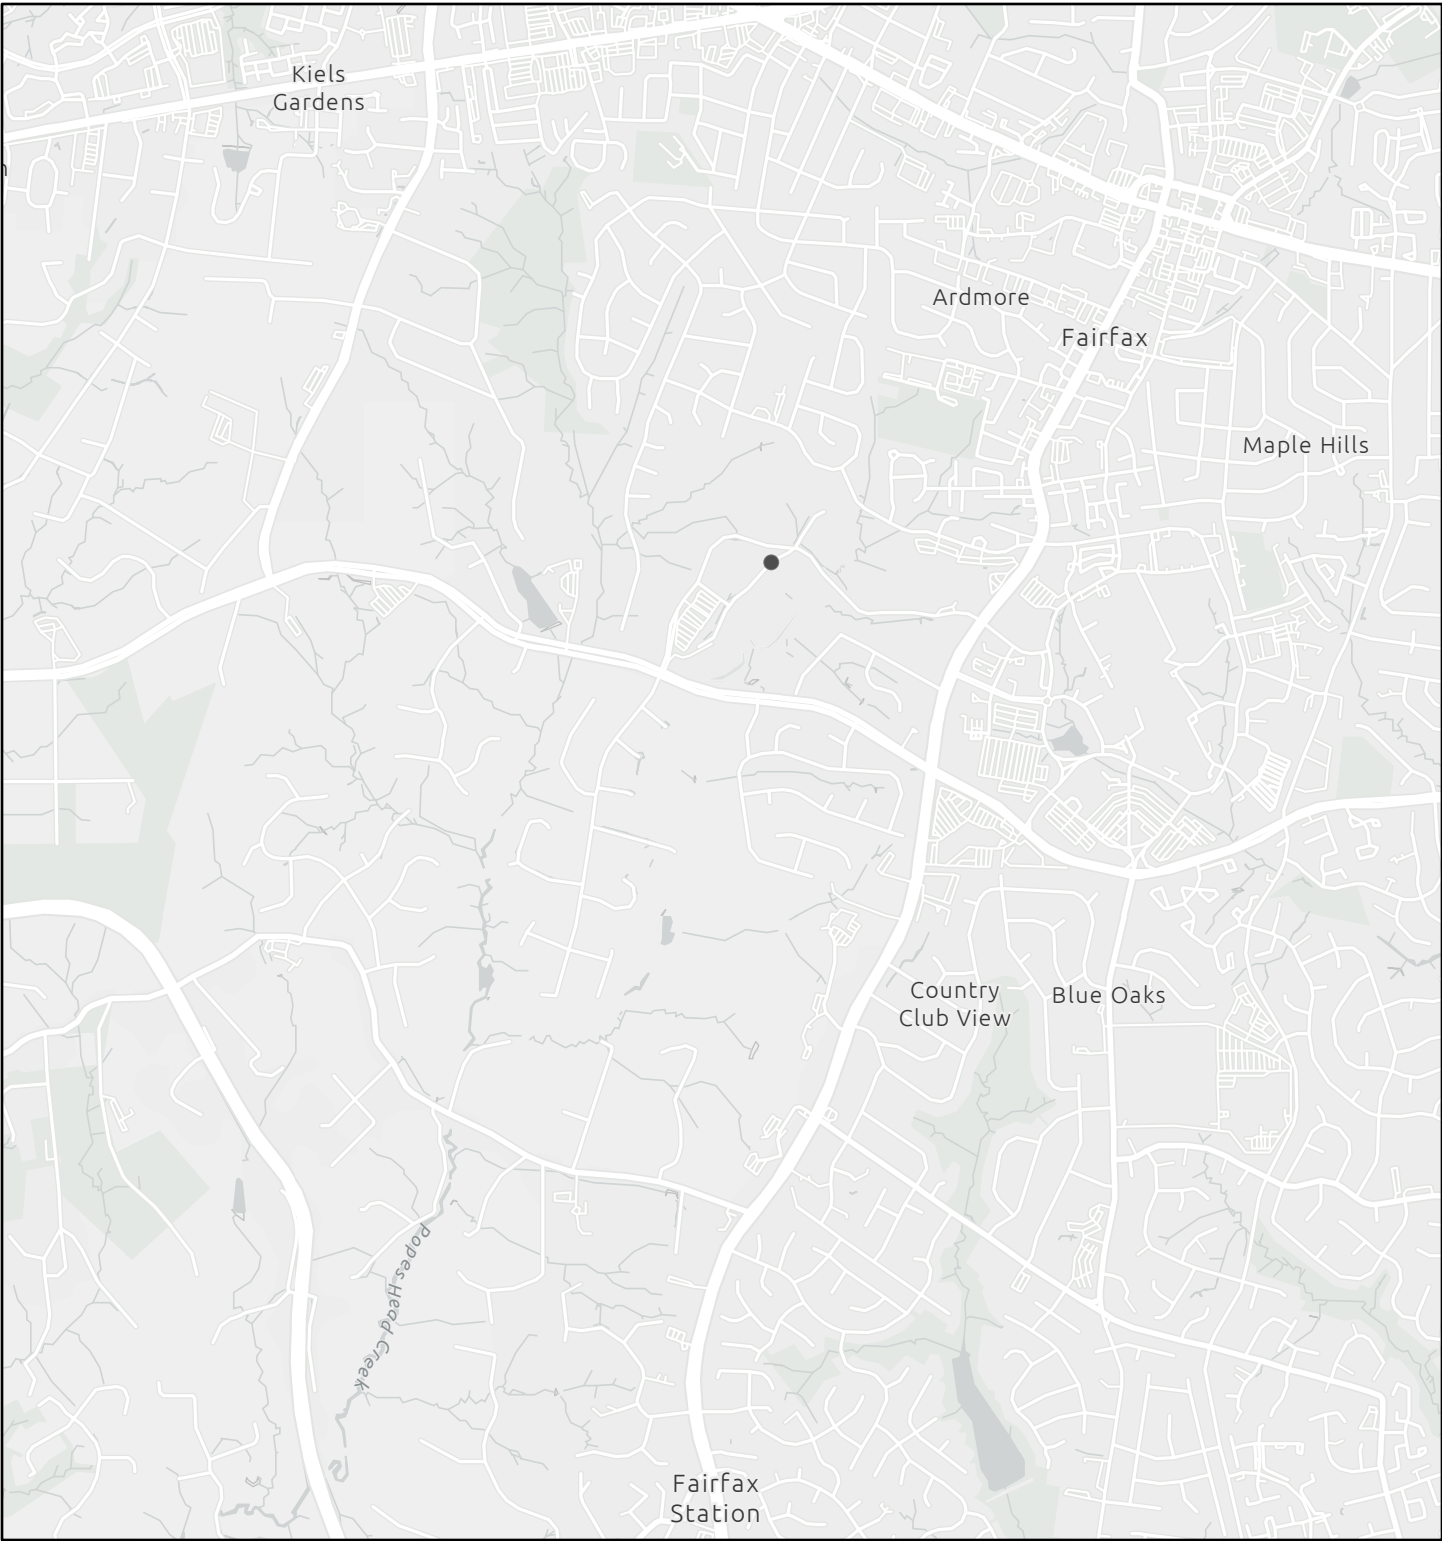 Kiels
Gardens
n
Ardmore
Fairfax
Maple Hills
Country
Club View
Blue Oaks
Popes Head Creek
Fairfax
Station